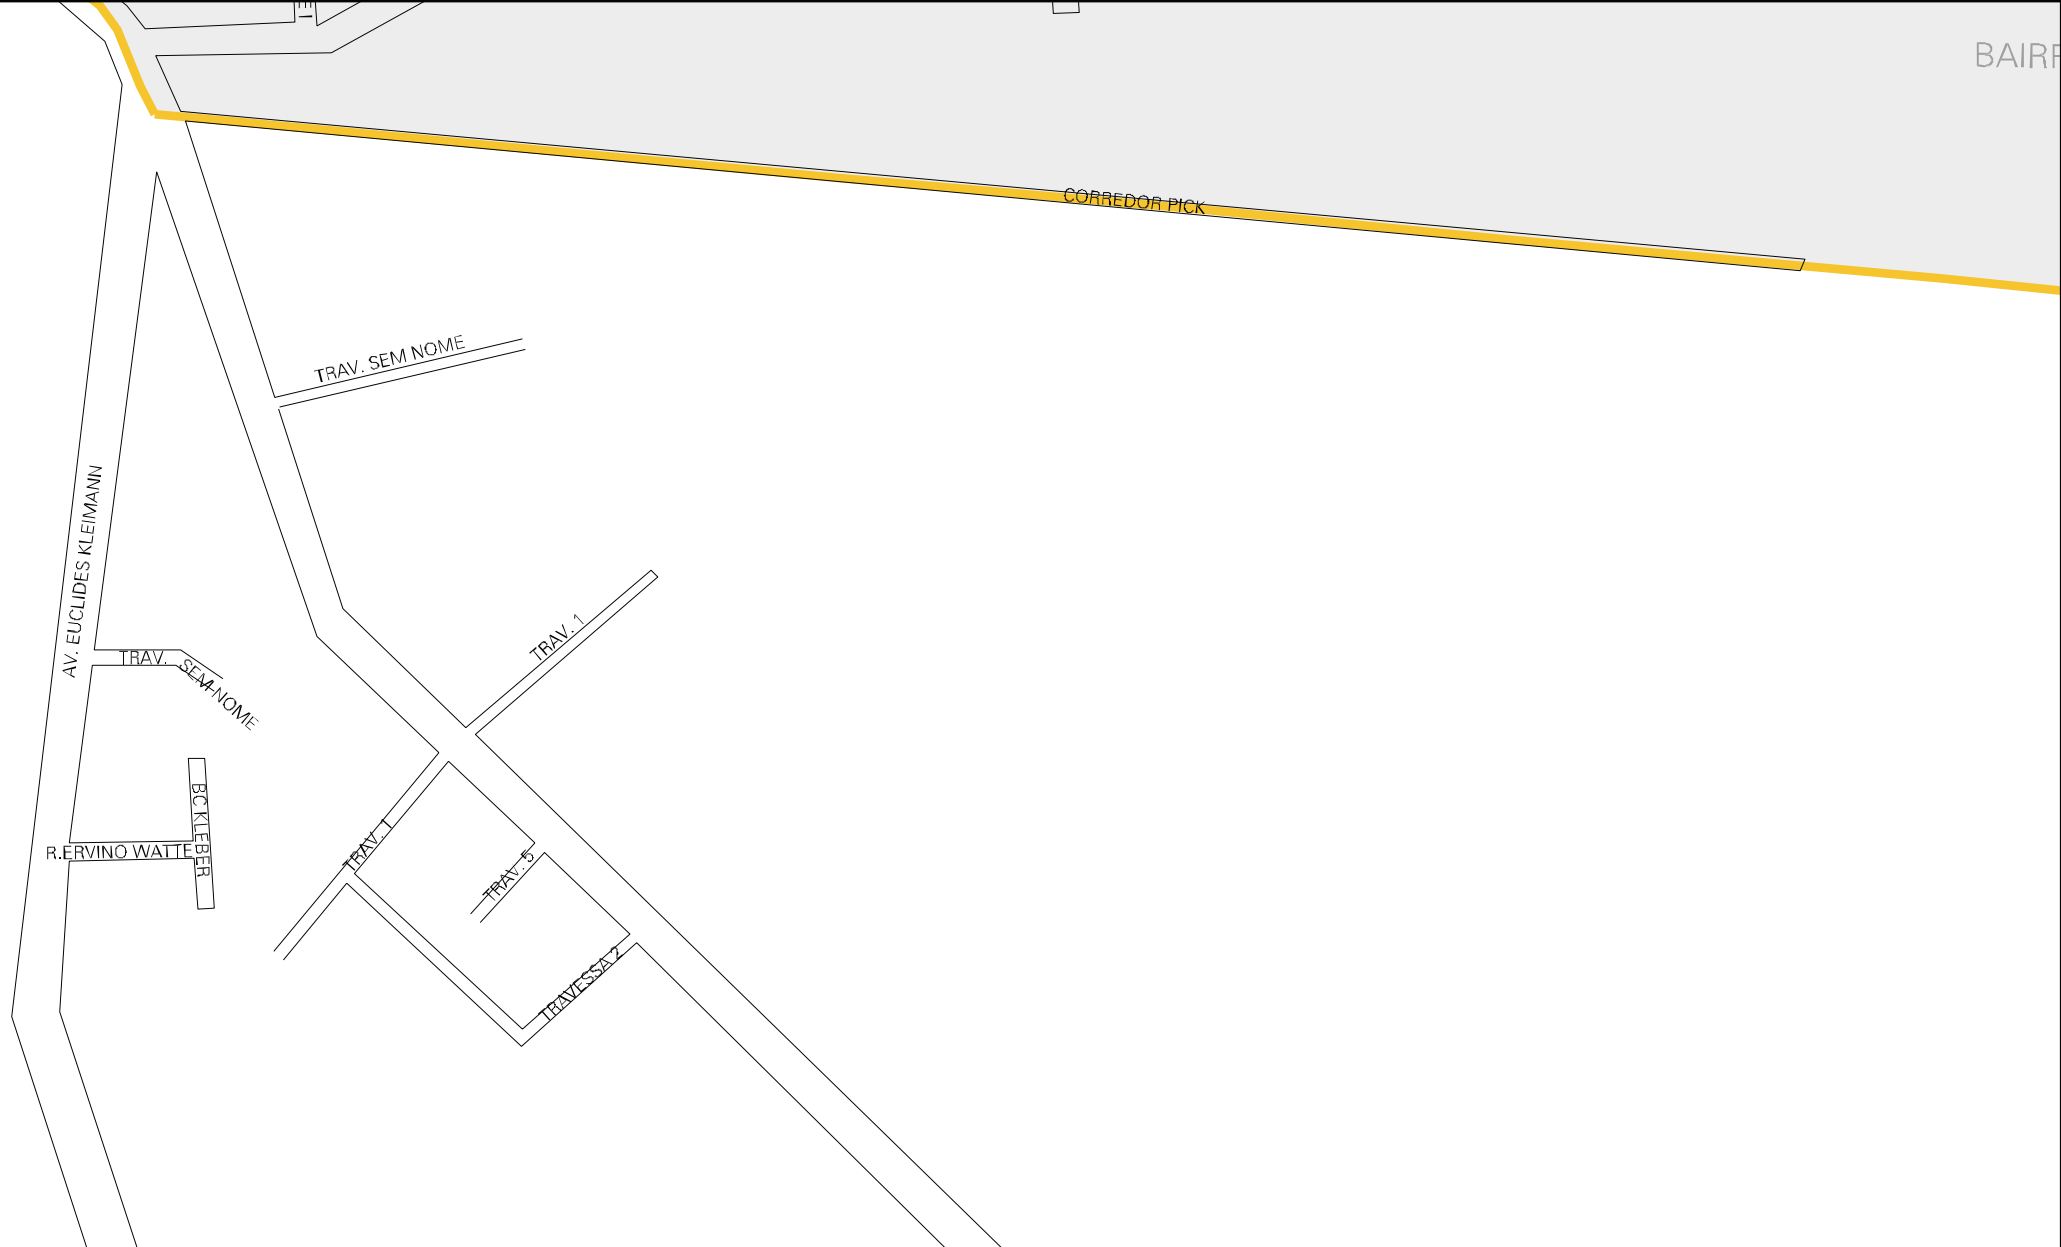 CORREDOR PICK
TRAV. SEM NOME
AV. EUCLIDES KLEIMANN
TRAV. 1
TRAV. SEM NOME
BC KLEBER
R.ERVINO WATTE
TRAV. 1
TRAV. 5
TRAVESSA 2